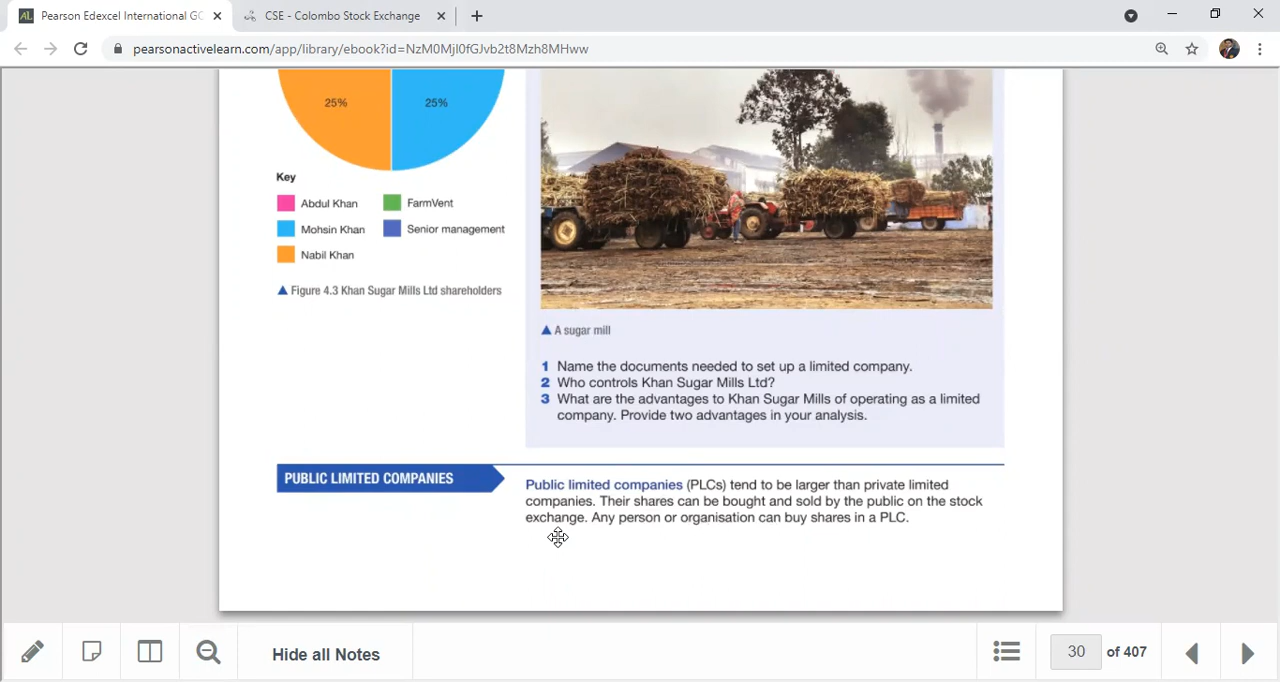 Pearson Edexcel International GC
CSE - Colombo Stock Exchange
pearsonactivelearn.com/app/library/ebook?id=NzM0MjI0fGJvb2t8Mzh8MHww
25%
25%
Key
Abdul Khan
FarmVent
Mohsin Khan
Senior management
Nabil Khan
▲ Figure 4.3 Khan Sugar Mills Ltd shareholders
▲ A sugar mill
1 Name the documents needed to set up a limited company.
2 Who controls Khan Sugar Mills Ltd?
3 What are the advantages to Khan Sugar Mills of operating as a limited
company. Provide two advantages in your analysis.
PUBLIC LIMITED COMPANIES
Public limited companies (PLCs) tend to be larger than private limited
companies. Their shares can be bought and sold by the public on the stock
exchange. Any person or organisation can buy shares in a PLC.
Hide all Notes
30 of 407